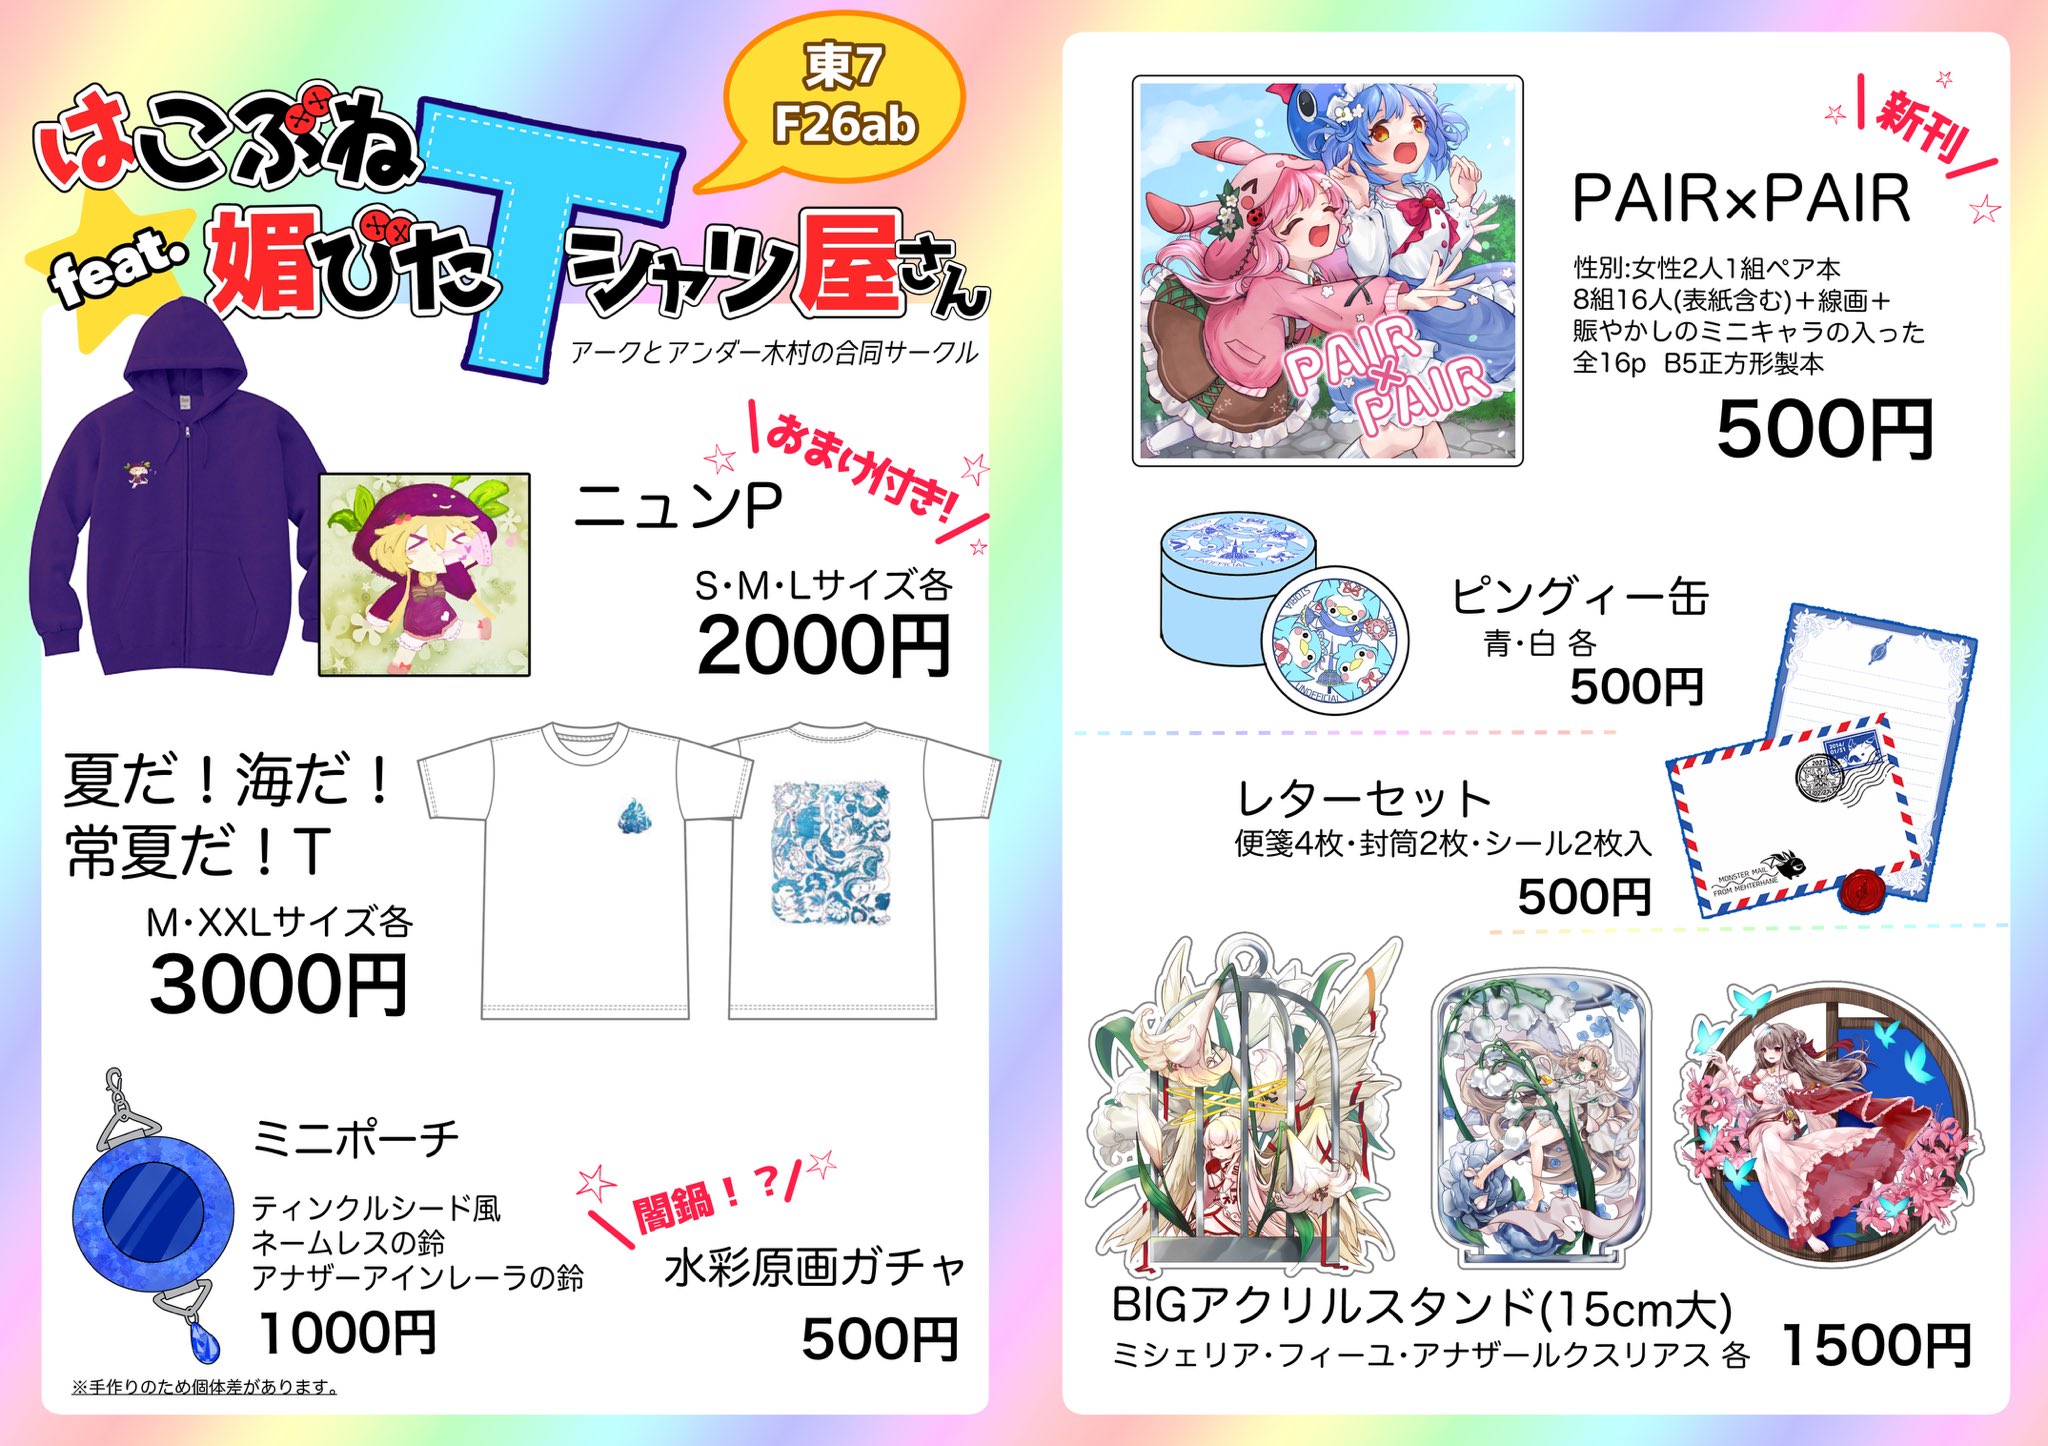 東7
F26ab
はこぶね
feat.媚びたTシャツ屋さん
アークとアンダー木村の合同サークル
おまけ付き!
ニュンP
S・M・Lサイズ各
2000円
夏だ！海だ！
常夏だ！T
M・XXLサイズ各
3000円
ミニポーチ
ティンクルシード風
ネームレスの鈴
アナザーアインレーラの鈴
1000円
※手作りのため個体差があります。
闇鍋！？
水彩原画ガチャ
500円
新刊
PAIR
×
PAIR
PAIR×PAIR
性別:女性2人1組ペア本
8組16人(表紙含む)＋線画＋
賑やかしのミニキャラの入った
全16p B5正方形製本
500円
UNOFFICIAL
STORIA
UNOFFICIAL
ピングィー缶
青・白 各
500円
レターセット
便箋4枚・封筒2枚・シール2枚入
500円
2014/
01/31
2025
MONSTER MAIL
FROM MEHTERHANE
BIGアクリルスタンド(15cm大)
ミシェリア・フィーユ・アナザールクスリアス 各
1500円